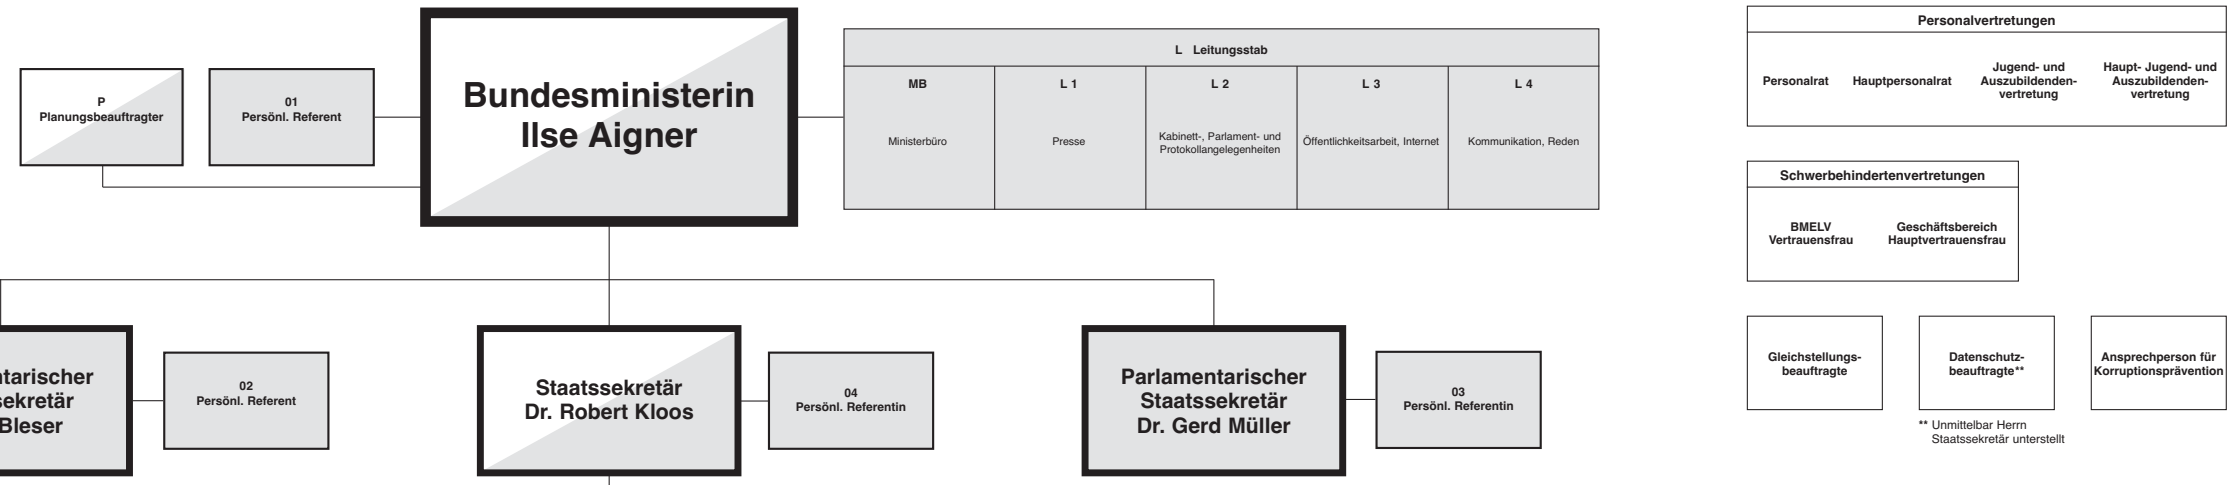 P
Planungsbeauftragter
01
Persönl. Referent
Bundesministerin
Ilse Aigner
L Leitungsstab
MB
Ministerbüro
L 1
Presse
L 2
Kabinett-, Parlament- und
Protokollangelegenheiten
L 3
Öffentlichkeitsarbeit, Internet
L 4
Kommunikation, Reden
Personalvertretungen
Personalrat
Hauptpersonalrat
Jugend- und
Auszubildenden-
vertretung
Haupt- Jugend- und
Auszubildenden-
vertretung
Schwerbehindertenvertretungen
BMELV
Vertrauensfrau
Geschäftsbereich
Hauptvertrauensfrau
Gleichstellungs-
beauftragte
Datenschutz-
beauftragte**
Ansprechperson für
Korruptionsprävention
** Unmittelbar Herrn
Staatssekretär unterstellt
ntarischer
sekretär
Bleser
02
Persönl. Referent
Staatssekretär
Dr. Robert Kloos
04
Persönl. Referentin
Parlamentarischer
Staatssekretär
Dr. Gerd Müller
03
Persönl. Referentin